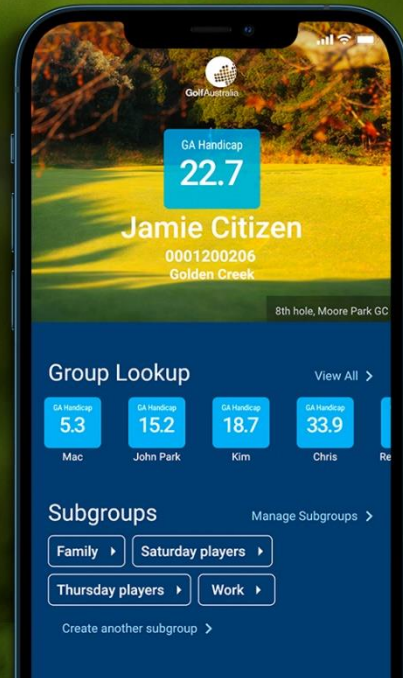 GolfAustralia
GA Handicap
22.7
Jamie Citizen
0001200206
Golden Creek
8th hole, Moore Park GC
Group Lookup
View All >
GA Handicap
5.3
Mac
GA Handicap
15.2
John Park
GA Handicap
18.7
Kim
GA Handicap
33.9
Chris
Re
Subgroups
Manage Subgroups >
Family
Saturday players
Thursday players
Work
Create another subgroup >